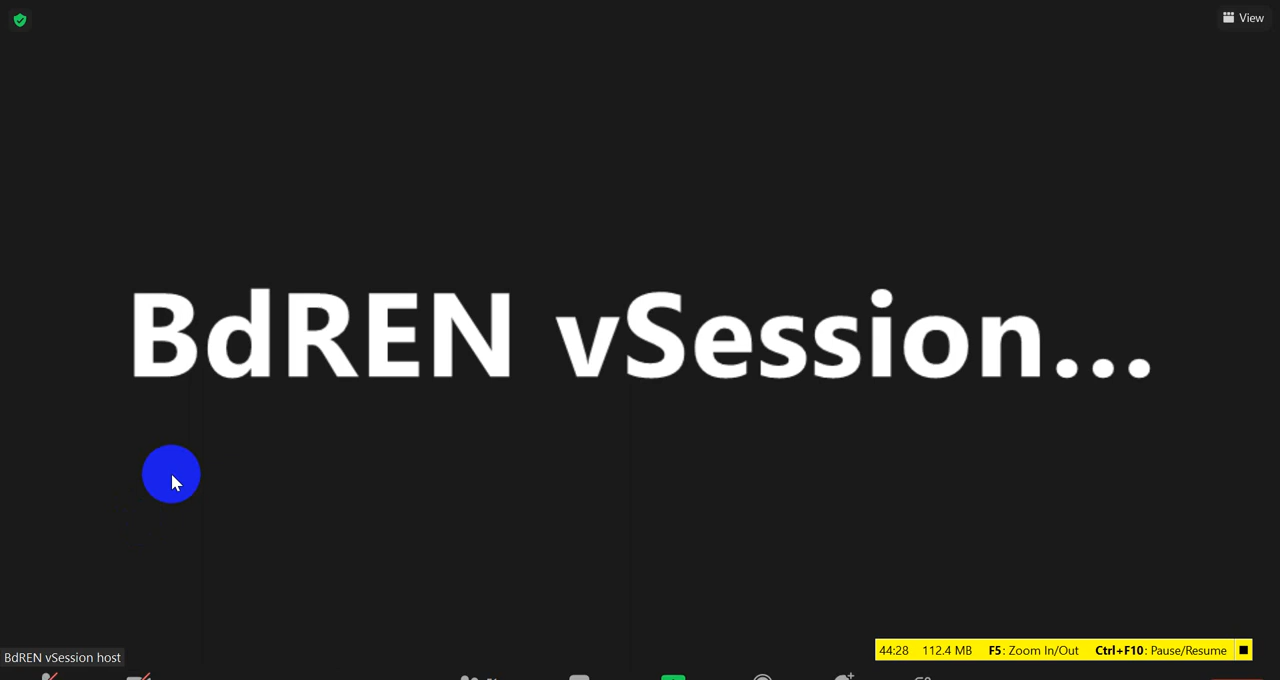 View
BdREN vSession...
BdREN vSession host
44:28 112.4 MB F5: Zoom In/Out Ctrl+F10: Pause/Resume